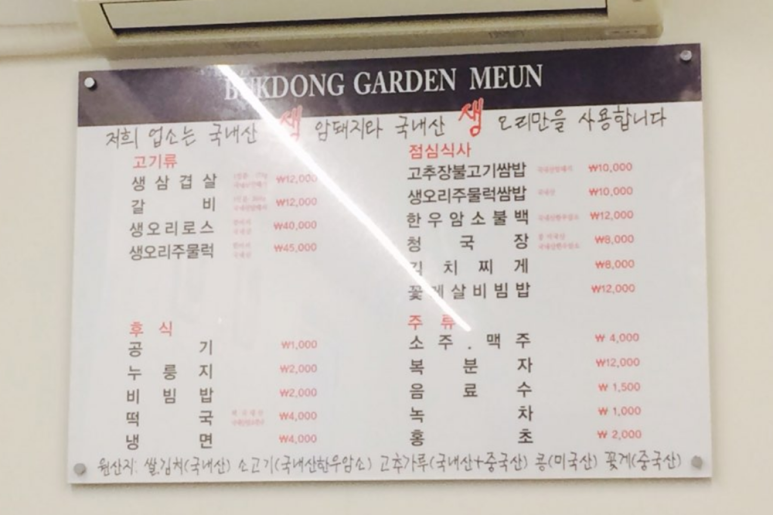 GARDEN MEUN
저희 업소는 국내산 생 암돼지와 국내산 생 오리만을 사용합니다
고기류
생삼겹살 ₩12,000
갈비 ₩12,000
생오리로스 ₩40,000
생오리주물럭 ₩45,000
점심식사
고추장불고기쌈밥 ₩10,000
생오리주물럭쌈밥 ₩10,000
한우암소불백 ₩12,000
청국장 ₩8,000
김치찌게 ₩8,000
꽃게살비빔밥 ₩12,000
후식
공기 ₩1,000
누룽지 ₩2,000
비빔밥 ₩2,000
떡국 ₩4,000
냉면 ₩4,000
주류
소주.맥주 ₩4,000
복분자 ₩12,000
음료수 ₩1,500
녹차 ₩1,000
홍초 ₩2,000
원산지: 쌀,김치(국내산) 소고기(국내산한우암소) 고추가루(국내산+중국산) 콩(미국산) 꽃게(중국산)